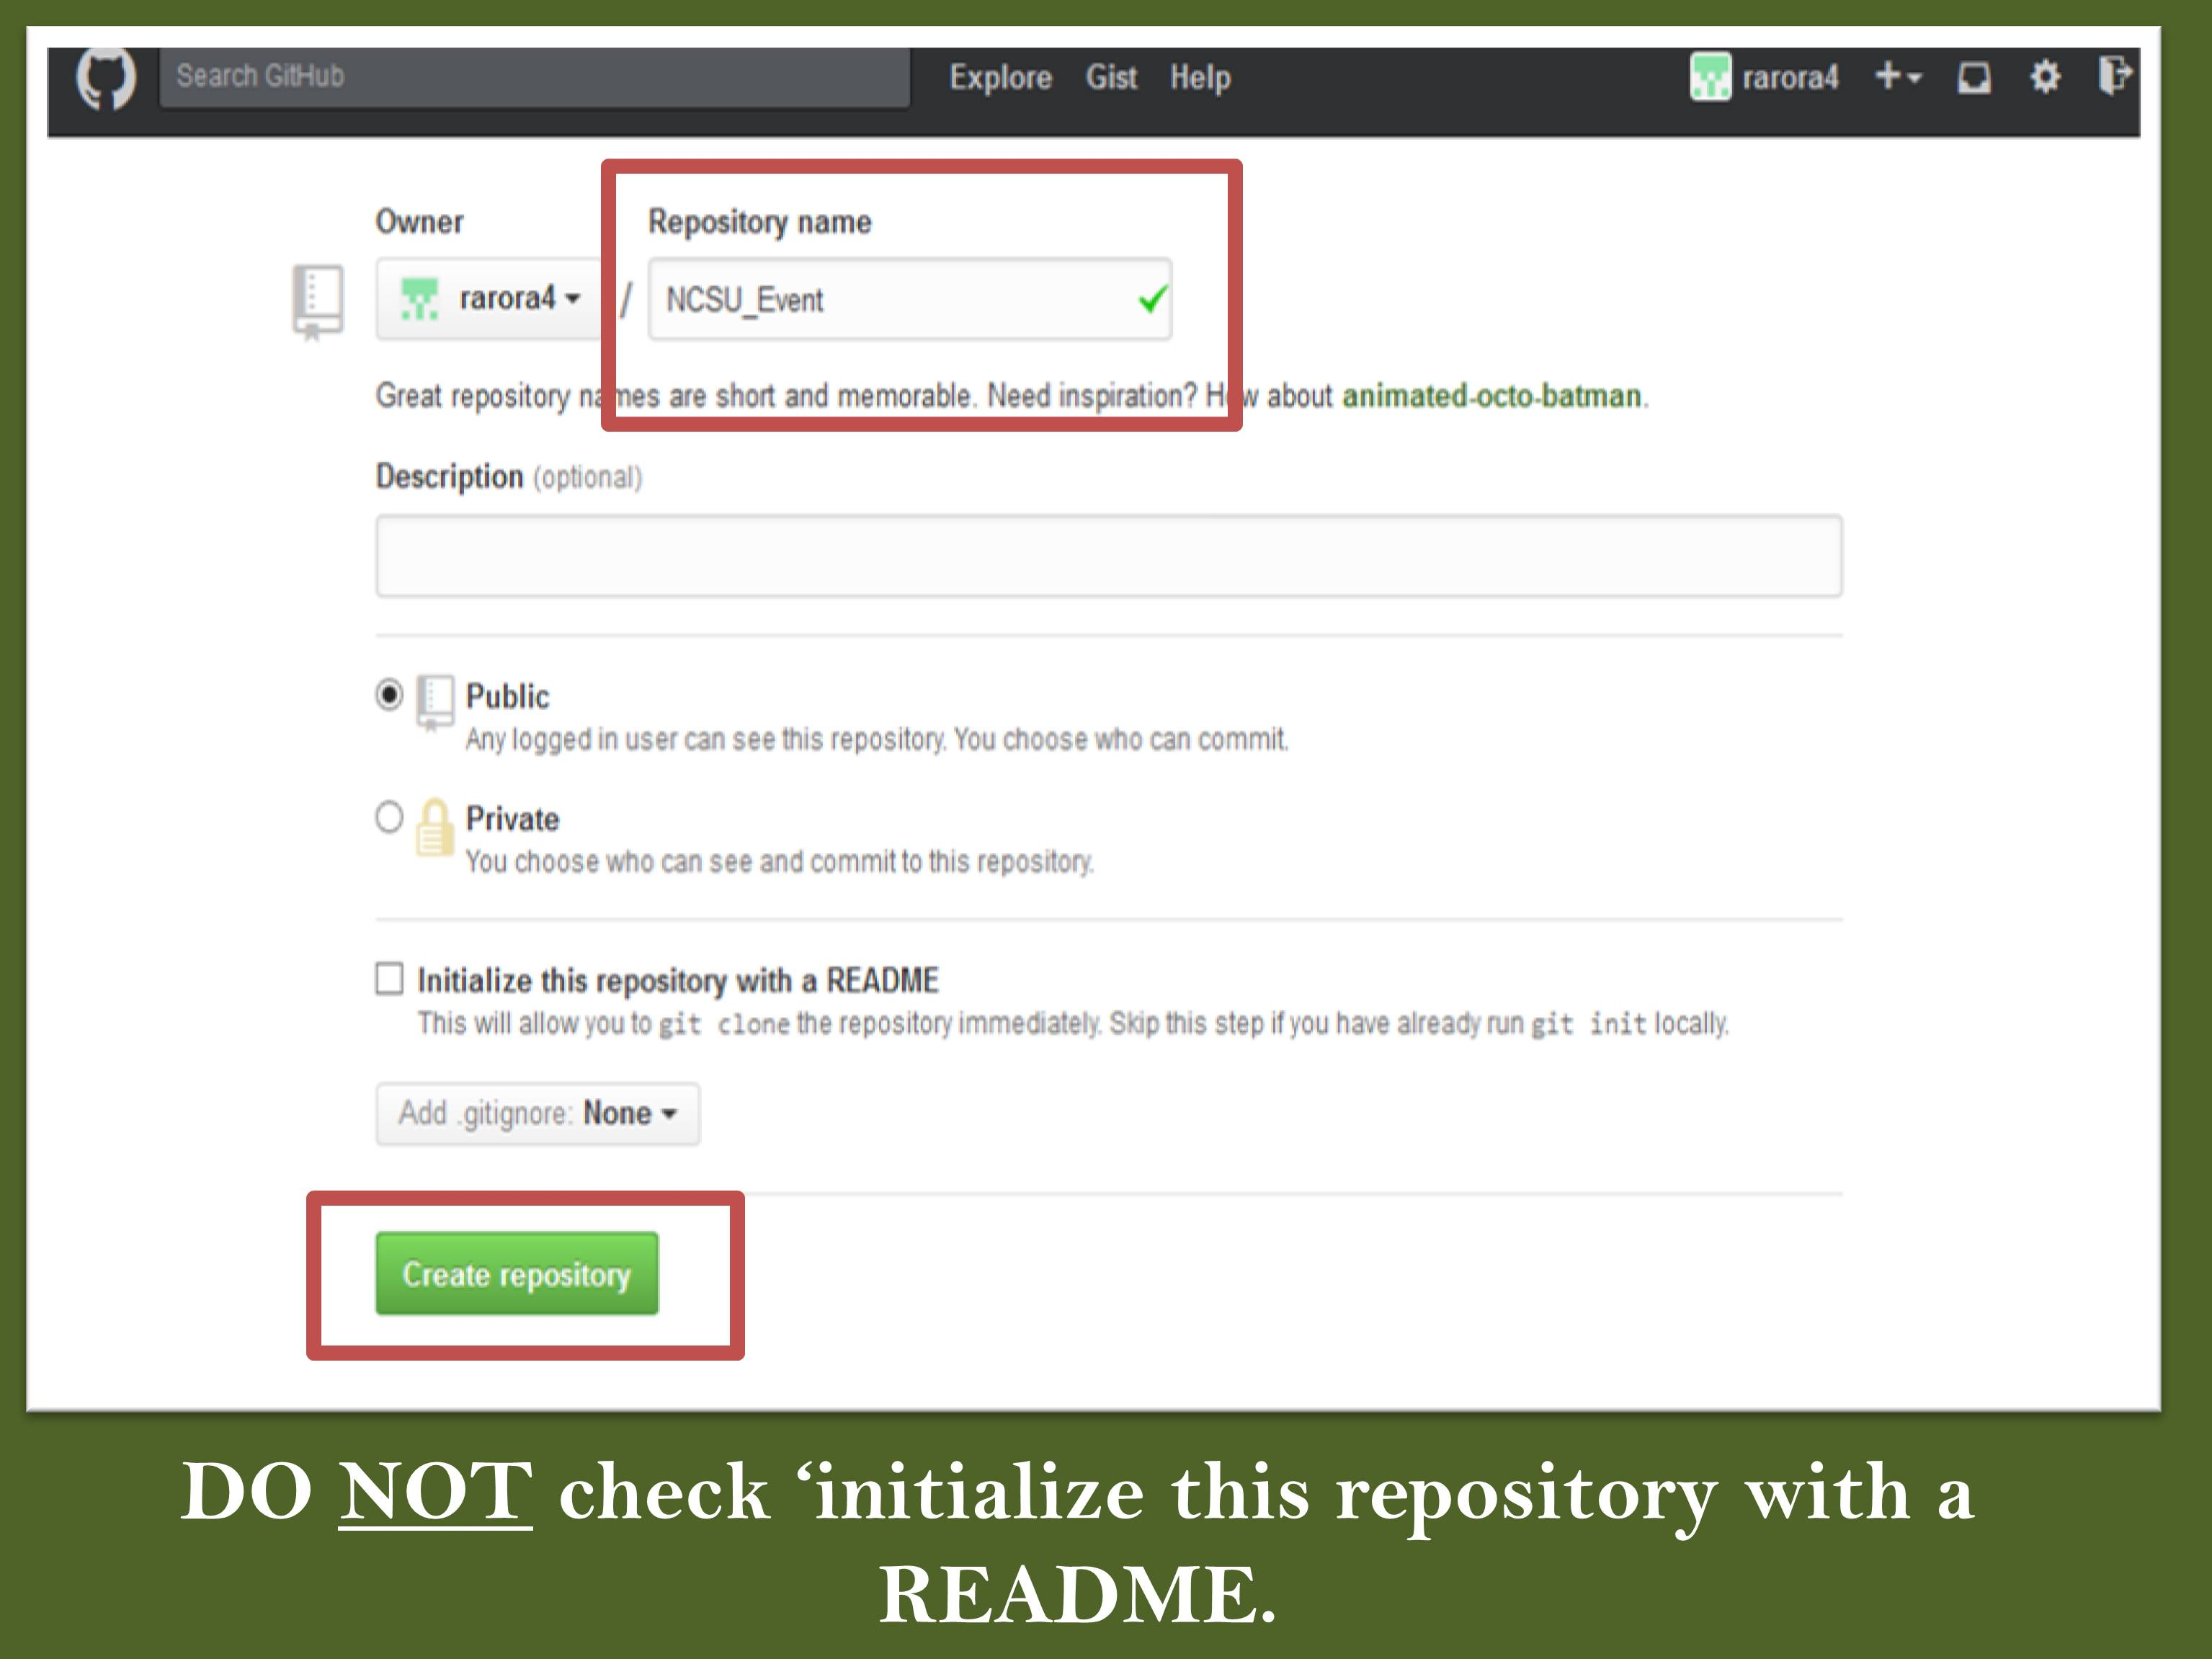 Search GitHub Explore Gist Help rarora4
Owner Repository name
rarora4 / NCSU_Event
Great repository names are short and memorable. Need inspiration? How about animated-octo-batman.
Description (optional)
Public
Any logged in user can see this repository. You choose who can commit.
Private
You choose who can see and commit to this repository.
Initialize this repository with a README
This will allow you to git clone the repository immediately. Skip this step if you have already run git init locally.
Add .gitignore: None
Create repository
DO NOT check ‘initialize this repository with a
README.